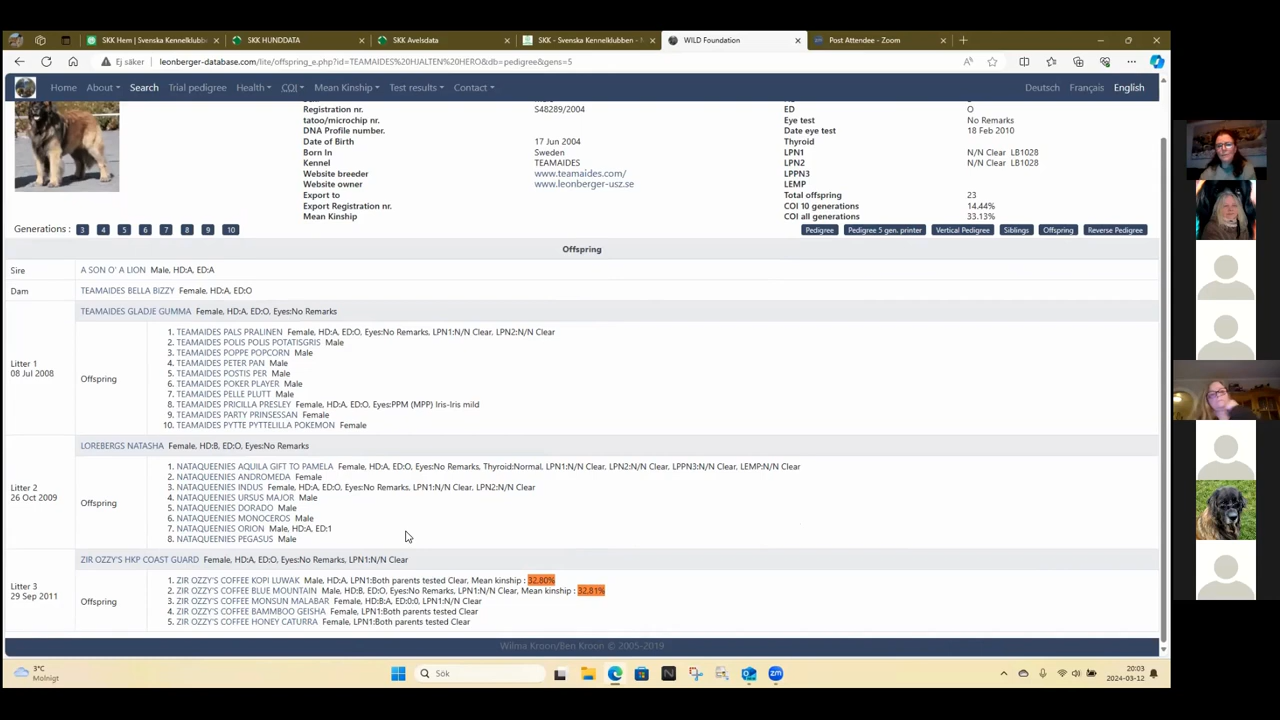 SKK Hem | Svenska Kennelklubb
SKK HUNDDATA
SKK Avelsdata
SKK - Svenska Kennelklubben -
WILD Foundation
Post Attendee - Zoom
Ej säker
leonberger-database.com/lite/offspring_e.php?id=TEAMAIDES%20HJALTEN%20HERO&db=pedigree&gens=5
Home About Search Trial pedigree Health COI Mean Kinship Test results Contact
Deutsch Français English
Registration nr. S48289/2004 ED O
tatoo/microchip nr. Eye test No Remarks
DNA Profile number. Date eye test 18 Feb 2010
Date of Birth 17 Jun 2004 Thyroid
Born In Sweden LPN1 N/N Clear LB1028
Kennel TEAMAIDES LPN2 N/N Clear LB1028
Website breeder www.teamaides.com/ LPPN3
Website owner www.leonberger-usz.se LEMP
Export to Total offspring 23
Export Registration nr. COI 10 generations 14.44%
Mean Kinship COI all generations 33.13%
Generations : 3 4 5 6 7 8 9 10
Pedigree Pedigree 5 gen. printer Vertical Pedigree Siblings Offspring Reverse Pedigree
Offspring
Sire A SON O' A LION Male, HD:A, ED:A
Dam TEAMAIDES BELLA BIZZY Female, HD:A, ED:O
TEAMAIDES GLADJE GUMMA Female, HD:A, ED:O, Eyes:No Remarks
Litter 1
08 Jul 2008
Offspring
1. TEAMAIDES PALS PRALINEN Female, HD:A, ED:O, Eyes:No Remarks, LPN1:N/N Clear, LPN2:N/N Clear
2. TEAMAIDES POLIS POLIS POTATISGRIS Male
3. TEAMAIDES POPPE POPCORN Male
4. TEAMAIDES PETER PAN Male
5. TEAMAIDES POSTIS PER Male
6. TEAMAIDES POKER PLAYER Male
7. TEAMAIDES PELLE PLUTT Male
8. TEAMAIDES PRICILLA PRESLEY Female, HD:A, ED:O, Eyes:PPM (MPP) Iris-Iris mild
9. TEAMAIDES PARTY PRINSESSAN Female
10. TEAMAIDES PYTTE PYTTELILLA POKEMON Female
LOREBERGS NATASHA Female, HD:B, ED:O, Eyes:No Remarks
Litter 2
26 Oct 2009
Offspring
1. NATAQUEENIES AQUILA GIFT TO PAMELA Female, HD:A, ED:O, Eyes:No Remarks, Thyroid:Normal, LPN1:N/N Clear, LPN2:N/N Clear, LPPN3:N/N Clear, LEMP:N/N Clear
2. NATAQUEENIES ANDROMEDA Female
3. NATAQUEENIES INDUS Female, HD:A, ED:O, Eyes:No Remarks, LPN1:N/N Clear, LPN2:N/N Clear
4. NATAQUEENIES URSUS MAJOR Male
5. NATAQUEENIES DORADO Male
6. NATAQUEENIES MONOCEROS Male
7. NATAQUEENIES ORION Male, HD:A, ED:1
8. NATAQUEENIES PEGASUS Male
ZIR OZZY'S HKP COAST GUARD Female, HD:A, ED:O, Eyes:No Remarks, LPN1:N/N Clear
Litter 3
29 Sep 2011
Offspring
1. ZIR OZZY'S COFFEE KOPI LUWAK Male, HD:A, LPN1:Both parents tested Clear, Mean kinship : 32.80%
2. ZIR OZZY'S COFFEE BLUE MOUNTAIN Male, HD:B, ED:O, Eyes:No Remarks, LPN1:N/N Clear, Mean kinship : 32.81%
3. ZIR OZZY'S COFFEE MONSUN MALABAR Female, HD:B:A, ED:0:0, LPN1:N/N Clear
4. ZIR OZZY'S COFFEE BAMMBOO GEISHA Female, LPN1:Both parents tested Clear
5. ZIR OZZY'S COFFEE HONEY CATURRA Female, LPN1:Both parents tested Clear
Wilma Kroon/Ben Kroon © 2005-2019
3°C
Molnigt
Sök
20:03
2024-03-12